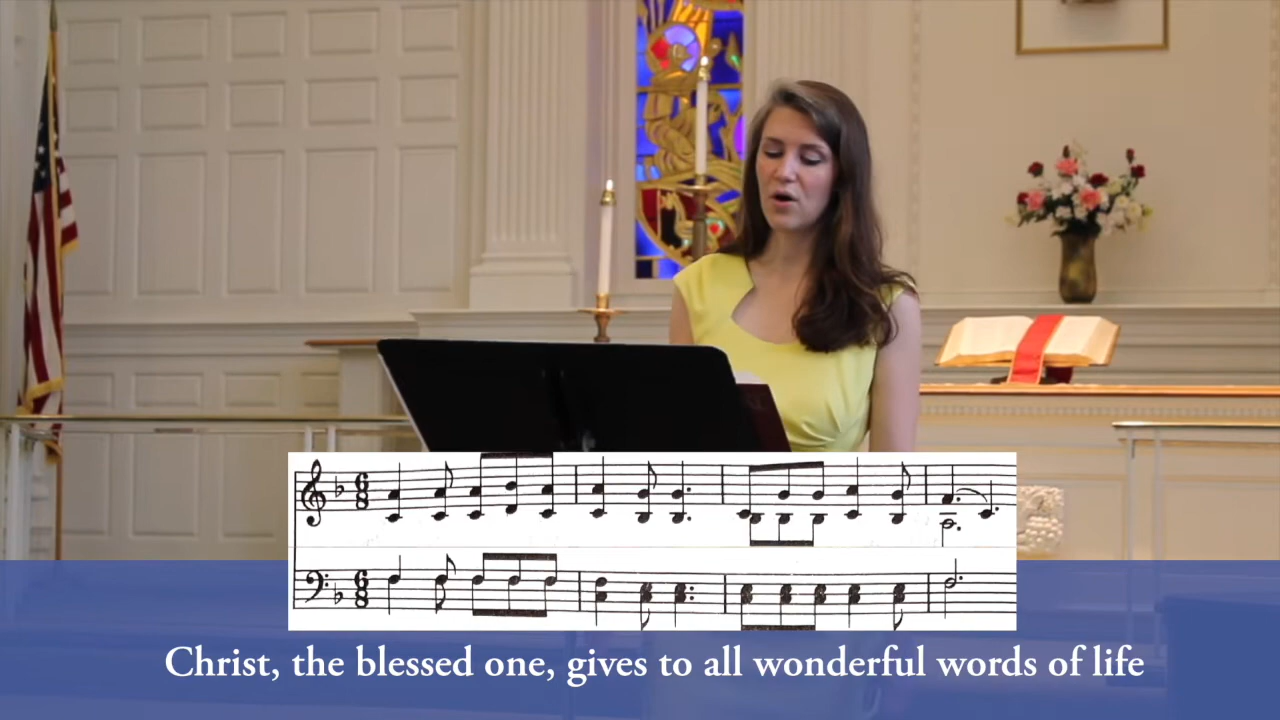 Christ, the blessed one, gives to all wonderful words of life